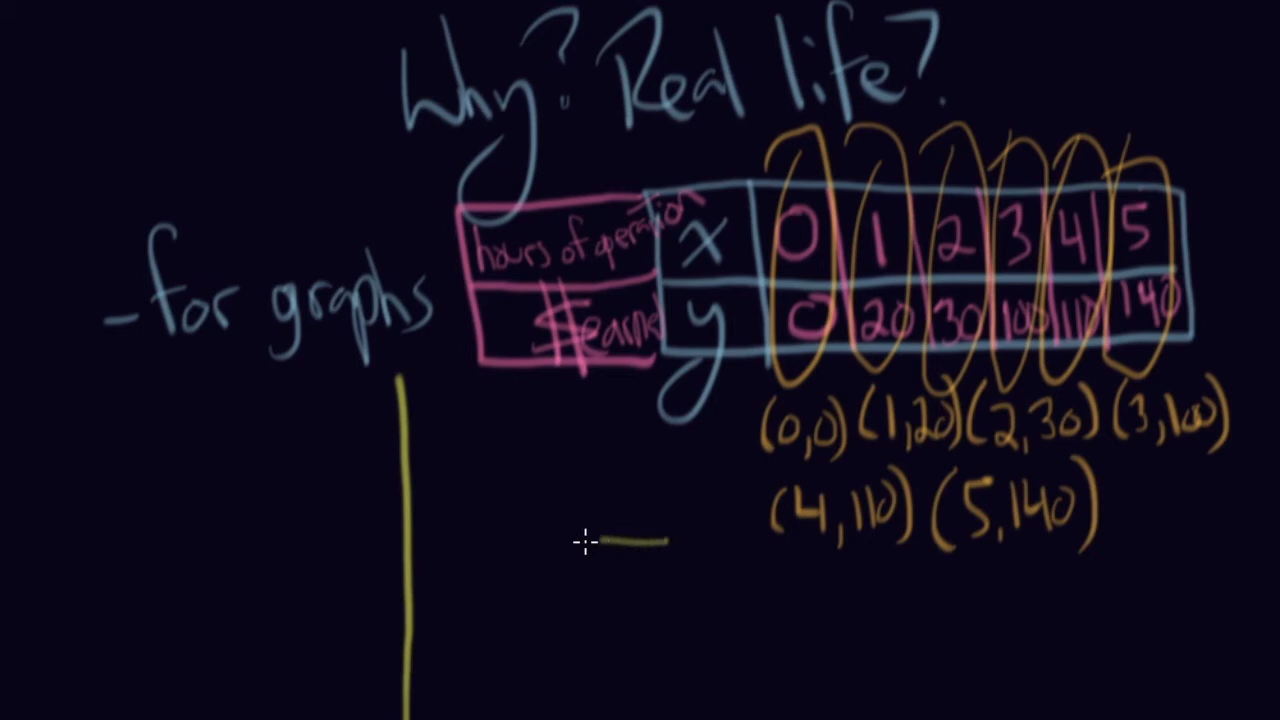 Why? Real life?
- for graphs
hours of operation x 0 1 2 3 4 5
$ earned y 0 20 30 100 110 140
(0,0) (1,20) (2,30) (3,100)
(4,110) (5,140)